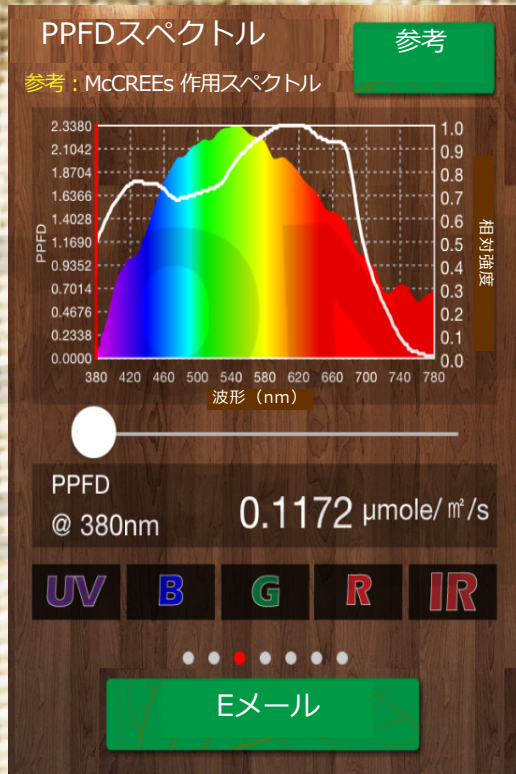 PPFDスペクトル
参考
参考：McCREEs 作用スペクトル
2.3380
2.1042
1.8704
1.6366
1.4028
1.1690
0.9352
0.7014
0.4676
0.2338
0.0000
PPFD
1.0
0.9
0.8
0.7
0.6
0.5
0.4
0.3
0.2
0.1
0.0
相対強度
380 420 460 500 540 580 620 660 700 740 780
波形（nm）
PPFD
@ 380nm
0.1172 μmole/㎡/s
UV B G R IR
Eメール